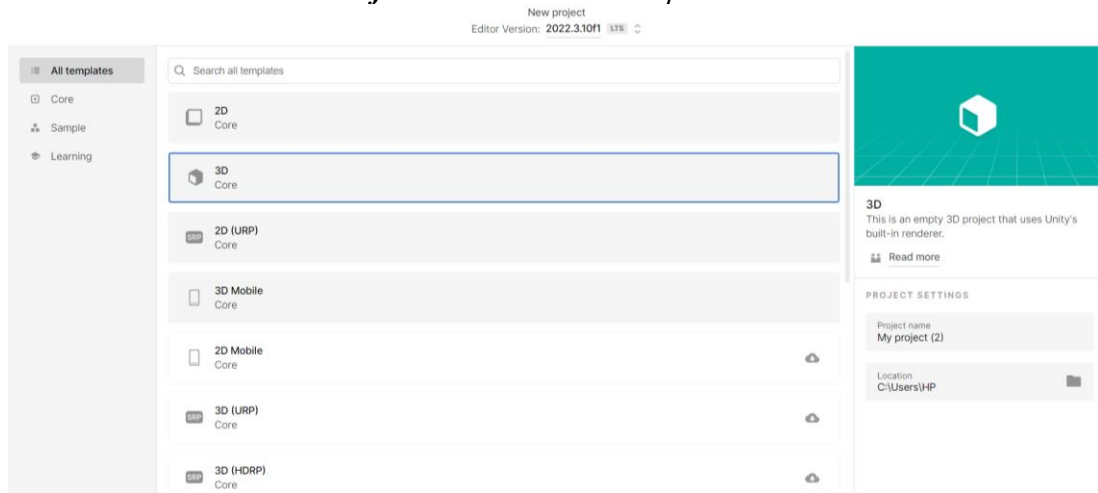 New project
Editor Version: 2022.3.10f1 LTS
All templates
Core
Sample
Learning
Search all templates
2D
Core
3D
Core
SRP
2D (URP)
Core
3D Mobile
Core
2D Mobile
Core
SRP
3D (URP)
Core
SRP
3D (HDRP)
Core
3D
This is an empty 3D project that uses Unity's
built-in renderer.
Read more
PROJECT SETTINGS
Project name
My project (2)
Location
C:\Users\HP